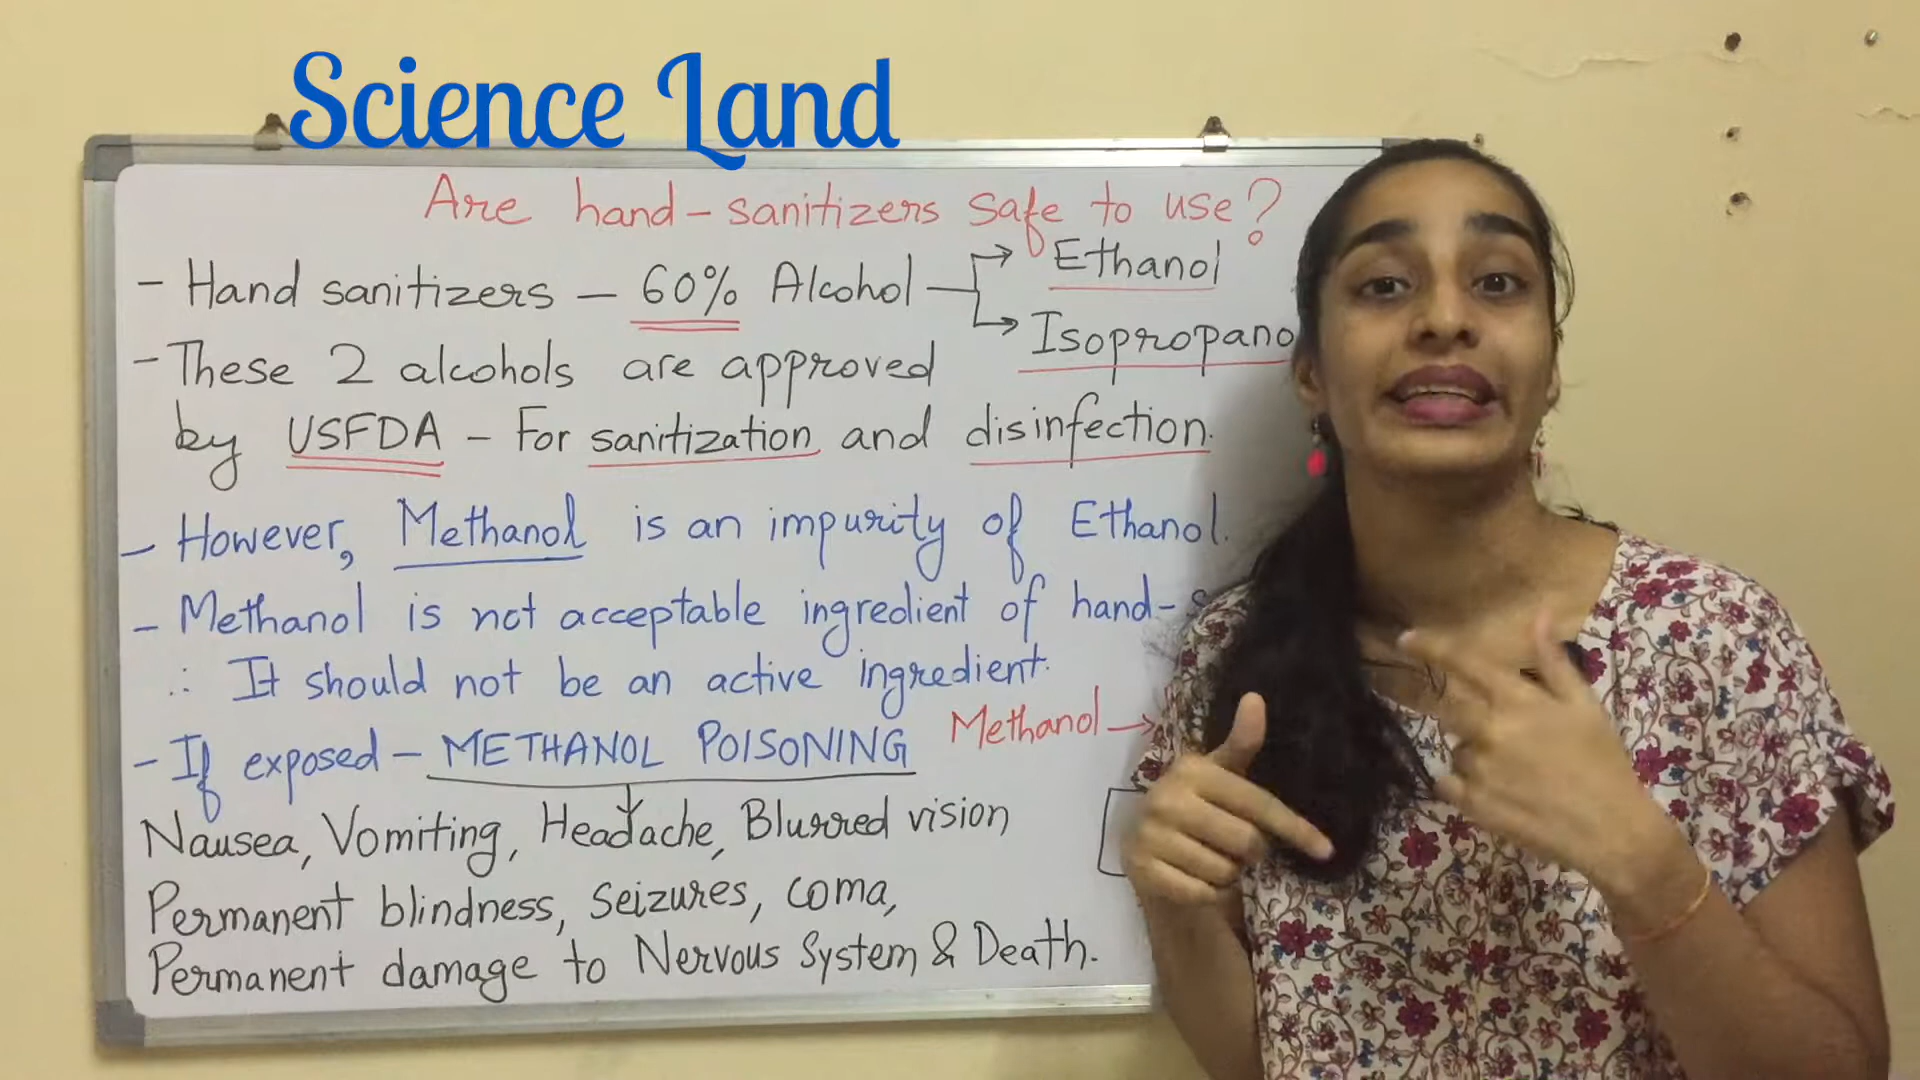 Science Land
Are hand-sanitizers safe to use?
- Hand sanitizers - 60% Alcohol → Ethanol
→ Isopropano
- These 2 alcohols are approved
by USFDA - For sanitization and disinfection.
- However, Methanol is an impurity of Ethanol.
- Methanol is not acceptable ingredient of hand-
∴ It should not be an active ingredient.
- If exposed - METHANOL POISONING
Methanol →
Nausea, Vomiting, Headache, Blurred vision
Permanent blindness, Seizures, coma,
Permanent damage to Nervous System & Death.